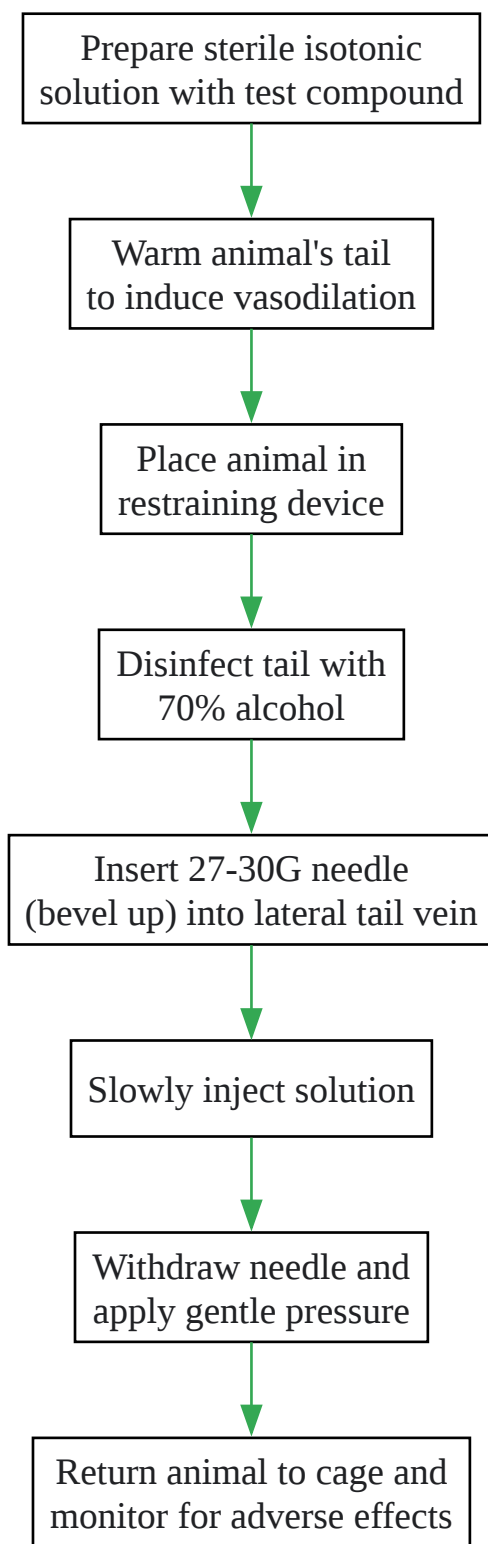 Prepare sterile isotonic
solution with test compound
Warm animal's tail
to induce vasodilation
Place animal in
restraining device
Disinfect tail with
70% alcohol
Insert 27-30G needle
(bevel up) into lateral tail vein
Slowly inject solution
Withdraw needle and
apply gentle pressure
Return animal to cage and
monitor for adverse effects